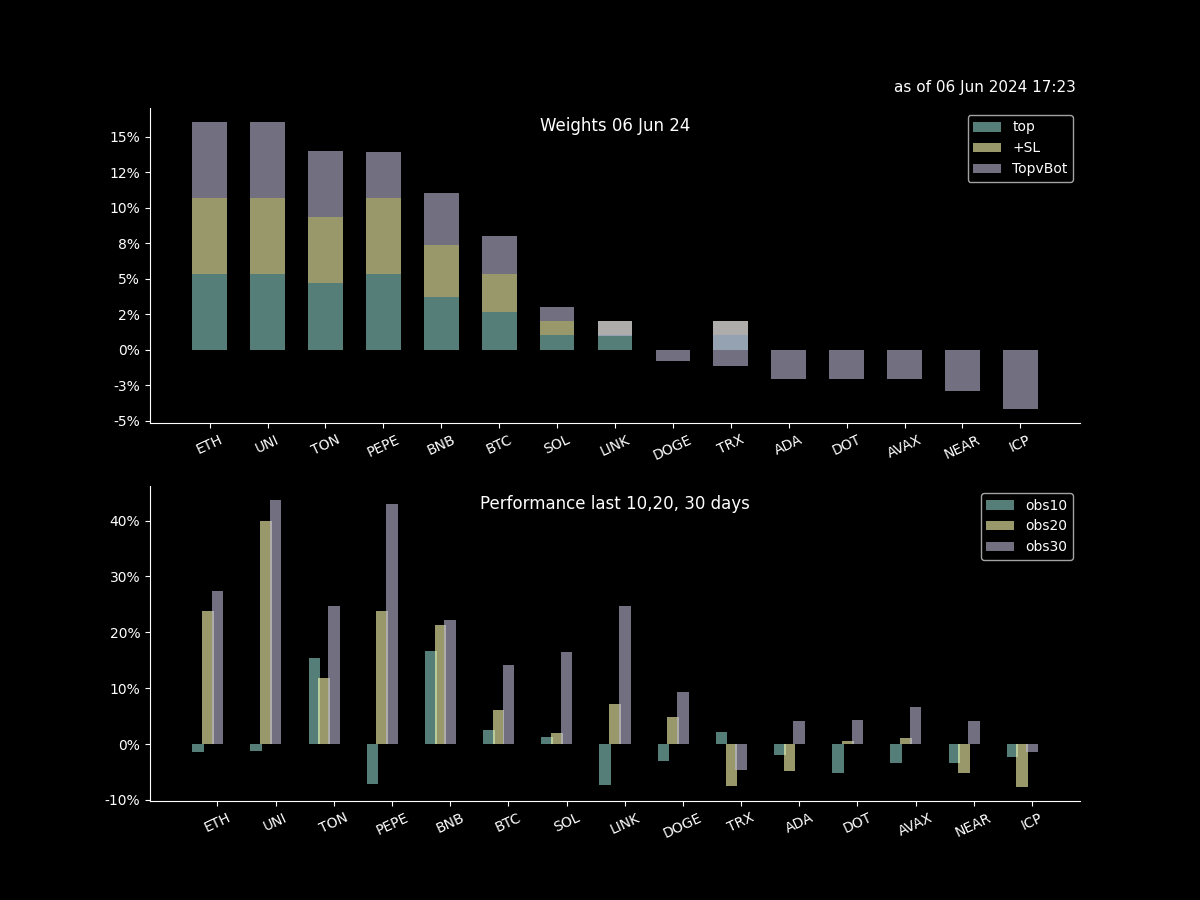 as of 06 Jun 2024 17:23
Weights 06 Jun 24
top
+SL
TopvBot
15%
12%
10%
8%
5%
2%
0%
-3%
-5%
ETH UNI TON PEPE BNB BTC SOL LINK DOGE TRX ADA DOT AVAX NEAR ICP
Performance last 10,20, 30 days
obs10
obs20
obs30
40%
30%
20%
10%
0%
-10%
ETH UNI TON PEPE BNB BTC SOL LINK DOGE TRX ADA DOT AVAX NEAR ICP